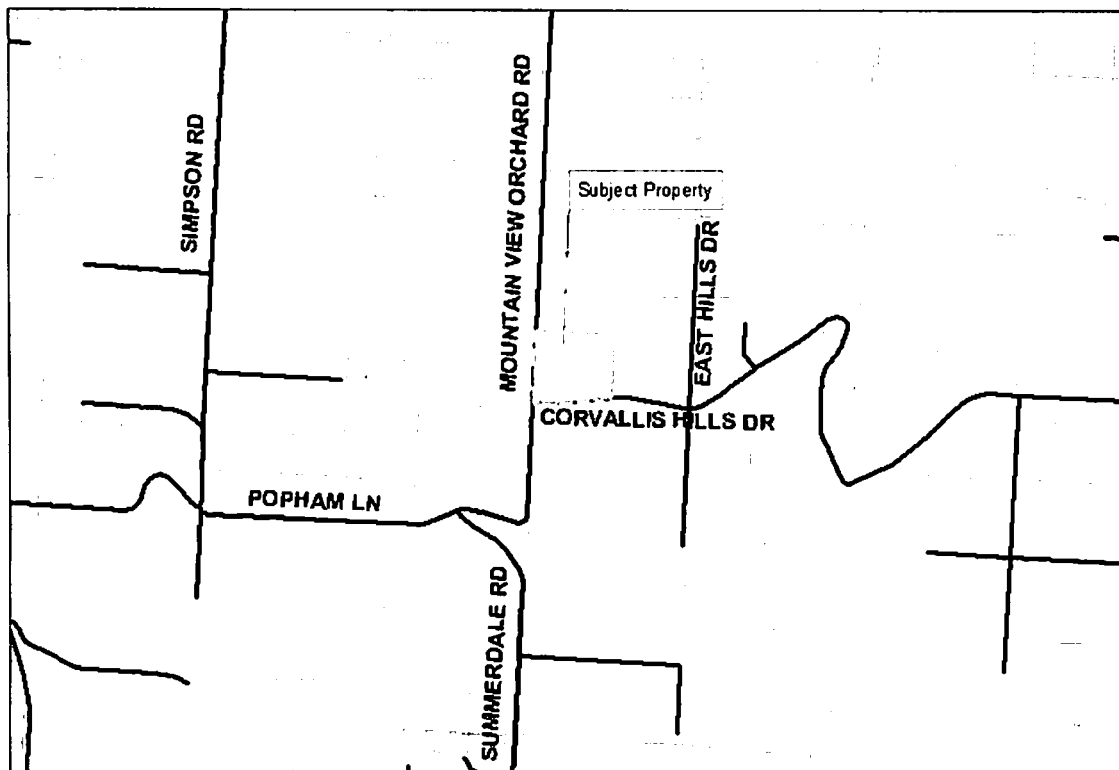 SIMPSON RD
MOUNTAIN VIEW ORCHARD RD
Subject Property
EAST HILLS DR
CORVALLIS HILLS DR
POPHAM LN
SUMMERDALE RD